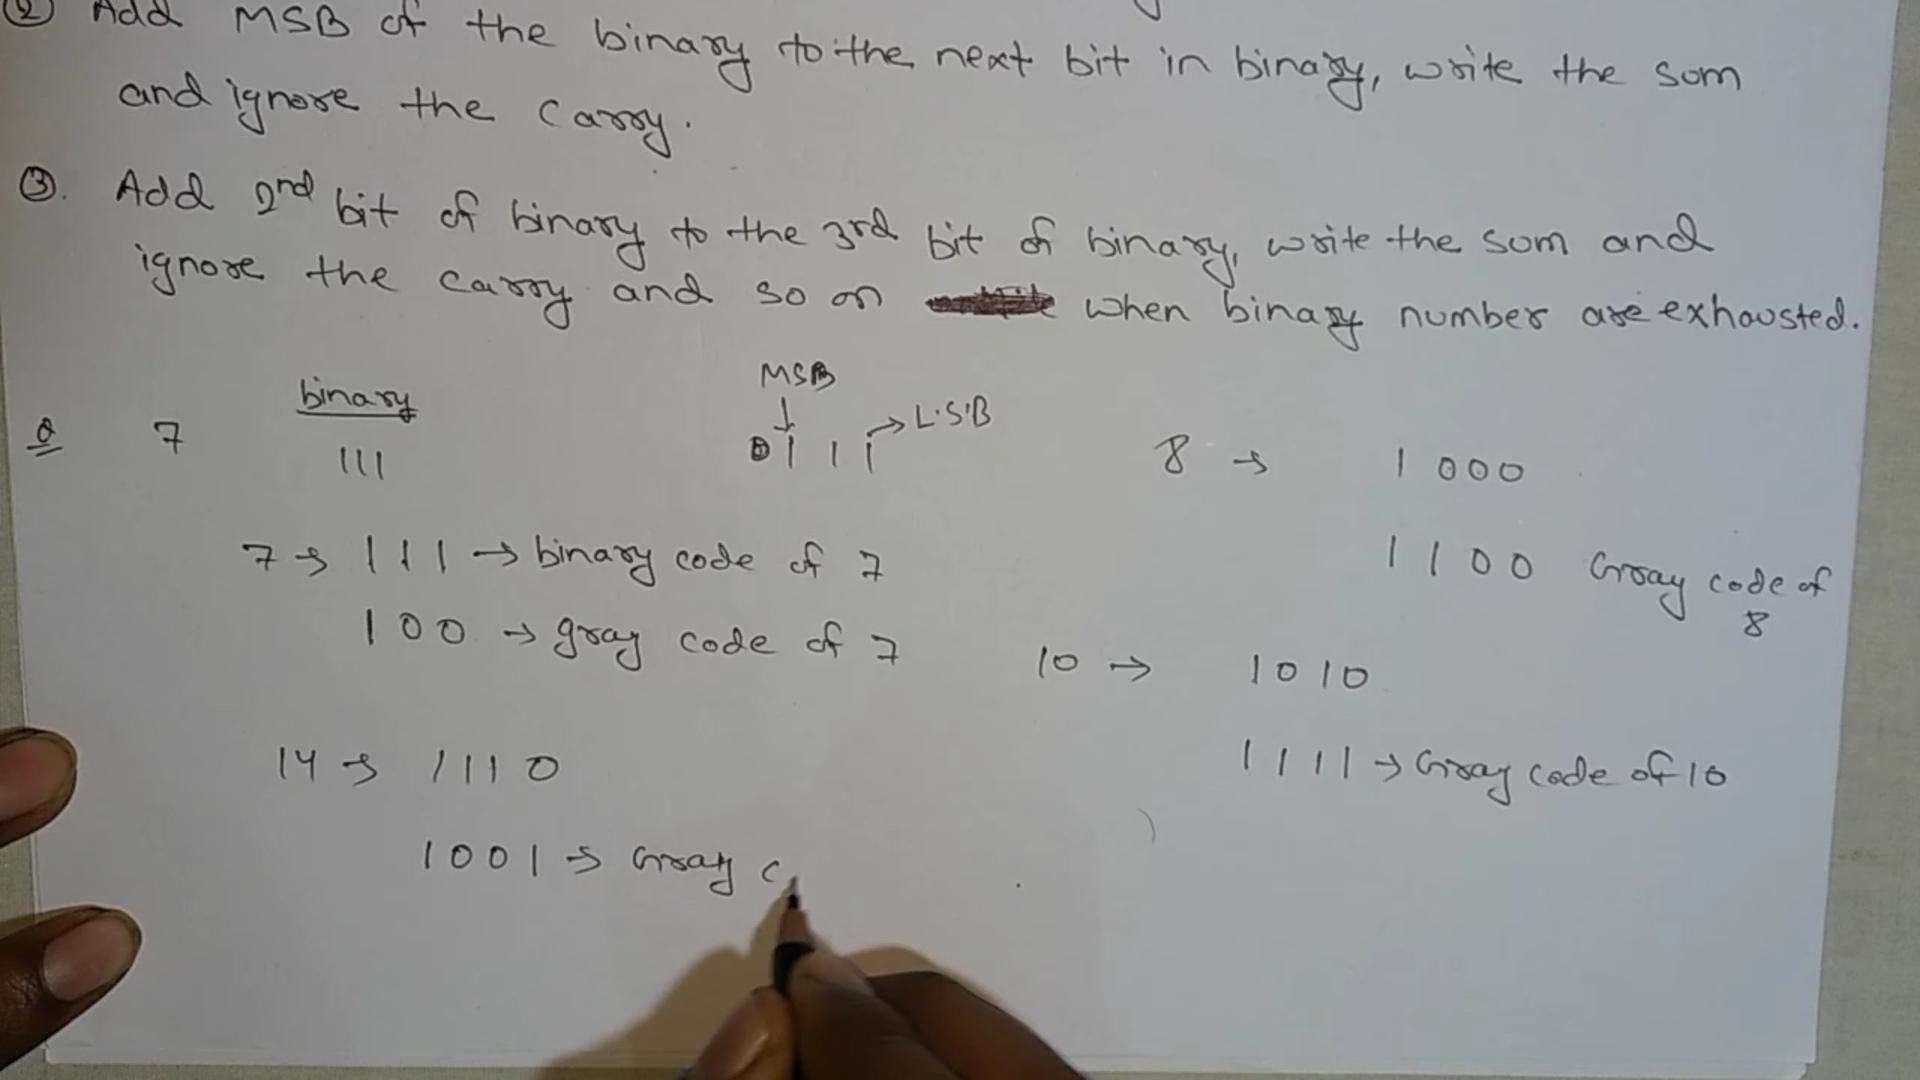 ② Add MSB of the binary to the next bit in binary, write the sum
and ignore the carry.
③. Add 2nd bit of binary to the 3rd bit of binary, write the sum and
ignore the carry and so on when binary number are exhausted.
binary
MSB
Q 7
111
0111 → L.S.B
8 → 1000
7 → 111 → binary code of 7
1100 Gray code of
8
100 → gray code of 7
10 → 1010
14 → 1110
1111 → Gray code of 10
1001 → Gray c